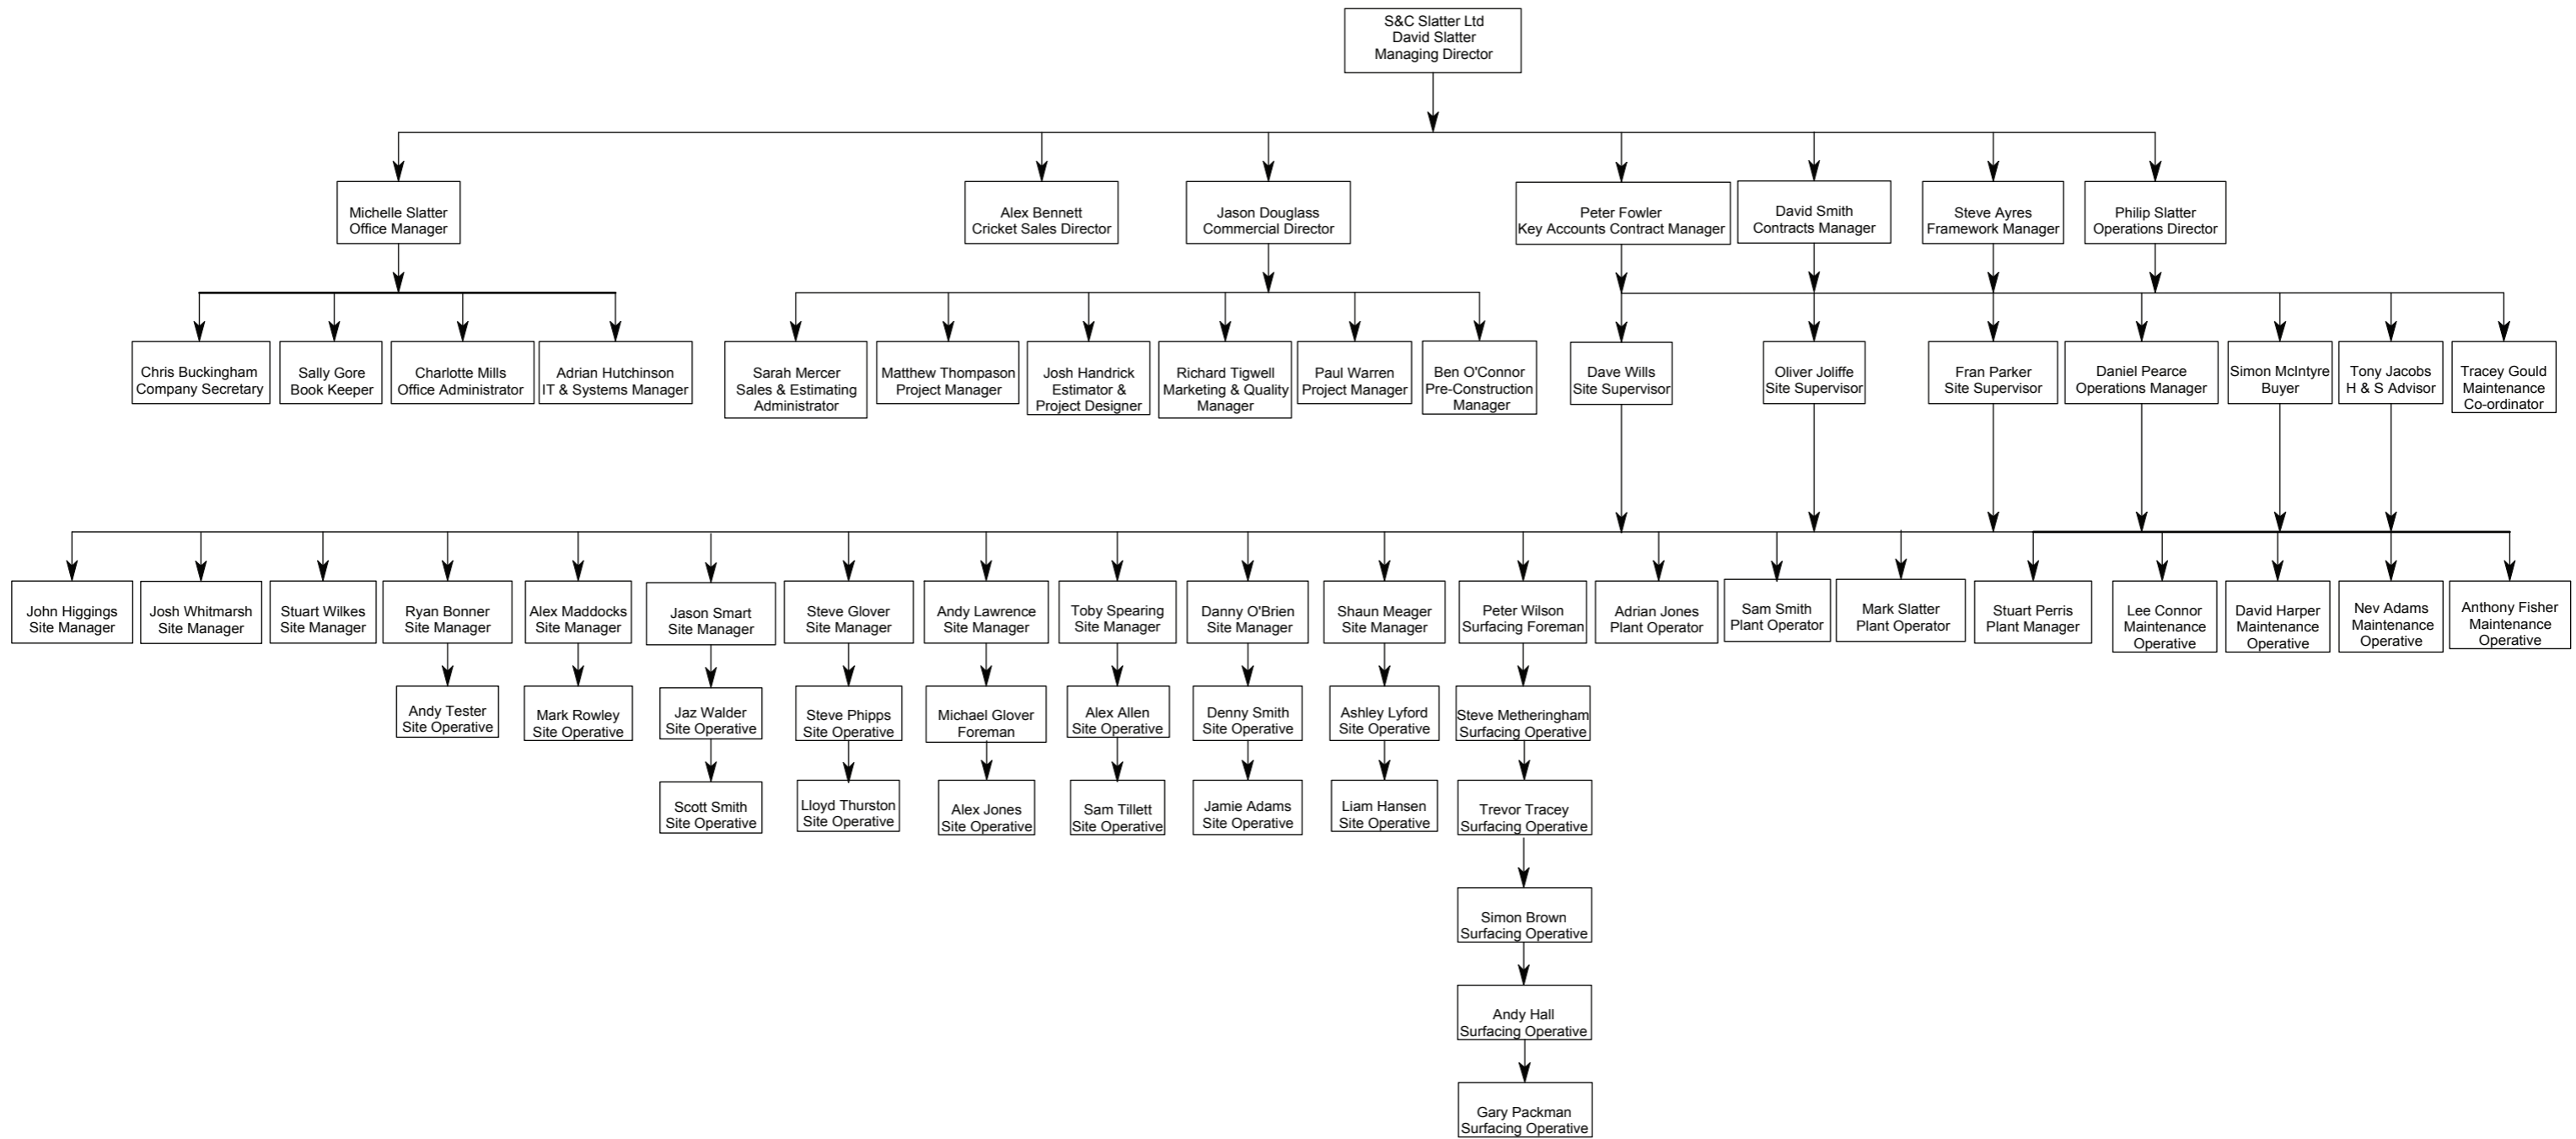 S&C Slatter Ltd
David Slatter
Managing Director
Michelle Slatter
Office Manager
Alex Bennett
Cricket Sales Director
Jason Douglass
Commercial Director
Peter Fowler
Key Accounts Contract Manager
David Smith
Contracts Manager
Steve Ayres
Framework Manager
Philip Slatter
Operations Director
Chris Buckingham
Company Secretary
Sally Gore
Book Keeper
Charlotte Mills
Office Administrator
Adrian Hutchinson
IT & Systems Manager
Sarah Mercer
Sales & Estimating
Administrator
Matthew Thompason
Project Manager
Josh Handrick
Estimator &
Project Designer
Richard Tigwell
Marketing & Quality
Manager
Paul Warren
Project Manager
Ben O'Connor
Pre-Construction
Manager
Dave Wills
Site Supervisor
Oliver Joliffe
Site Supervisor
Fran Parker
Site Supervisor
Daniel Pearce
Operations Manager
Simon McIntyre
Buyer
Tony Jacobs
H & S Advisor
Tracey Gould
Maintenance
Co-ordinator
John Higgings
Site Manager
Josh Whitmarsh
Site Manager
Stuart Wilkes
Site Manager
Ryan Bonner
Site Manager
Alex Maddocks
Site Manager
Jason Smart
Site Manager
Steve Glover
Site Manager
Andy Lawrence
Site Manager
Toby Spearing
Site Manager
Danny O'Brien
Site Manager
Shaun Meager
Site Manager
Peter Wilson
Surfacing Foreman
Adrian Jones
Plant Operator
Sam Smith
Plant Operator
Mark Slatter
Plant Operator
Stuart Perris
Plant Manager
Lee Connor
Maintenance
Operative
David Harper
Maintenance
Operative
Nev Adams
Maintenance
Operative
Anthony Fisher
Maintenance
Operative
Andy Tester
Site Operative
Mark Rowley
Site Operative
Jaz Walder
Site Operative
Steve Phipps
Site Operative
Michael Glover
Foreman
Alex Allen
Site Operative
Denny Smith
Site Operative
Ashley Lyford
Site Operative
Steve Metheringham
Surfacing Operative
Scott Smith
Site Operative
Lloyd Thurston
Site Operative
Alex Jones
Site Operative
Sam Tillett
Site Operative
Jamie Adams
Site Operative
Liam Hansen
Site Operative
Trevor Tracey
Surfacing Operative
Simon Brown
Surfacing Operative
Andy Hall
Surfacing Operative
Gary Packman
Surfacing Operative